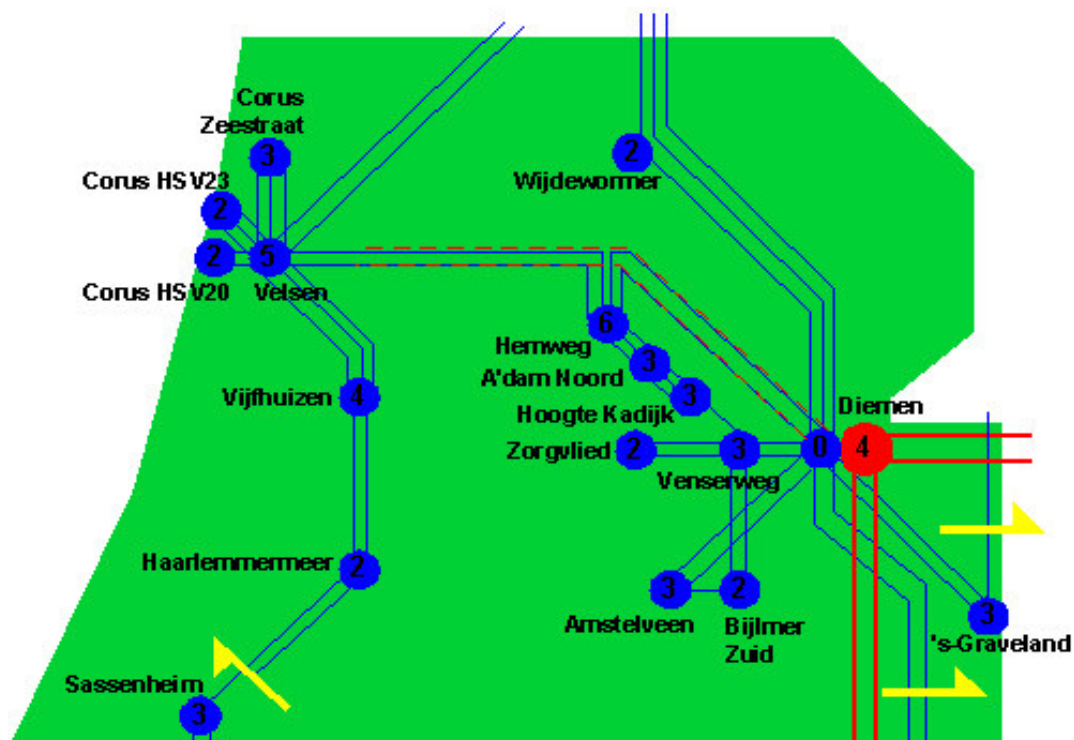 Corus
Zeestraat
3
Corus HSV23
2
Wijdewormer
2
2
5
Corus HSV20
Velsen
6
Hemweg
3
A'dam Noord
3
Hoogte Kadijk
Vijfhuizen
4
Diemen
Zorgvlied
2
3
0
4
Venserweg
Haarlemmermeer
2
3
2
Amstelveen
Bijlmer
Zuid
3
's-Graveland
Sassenheim
3